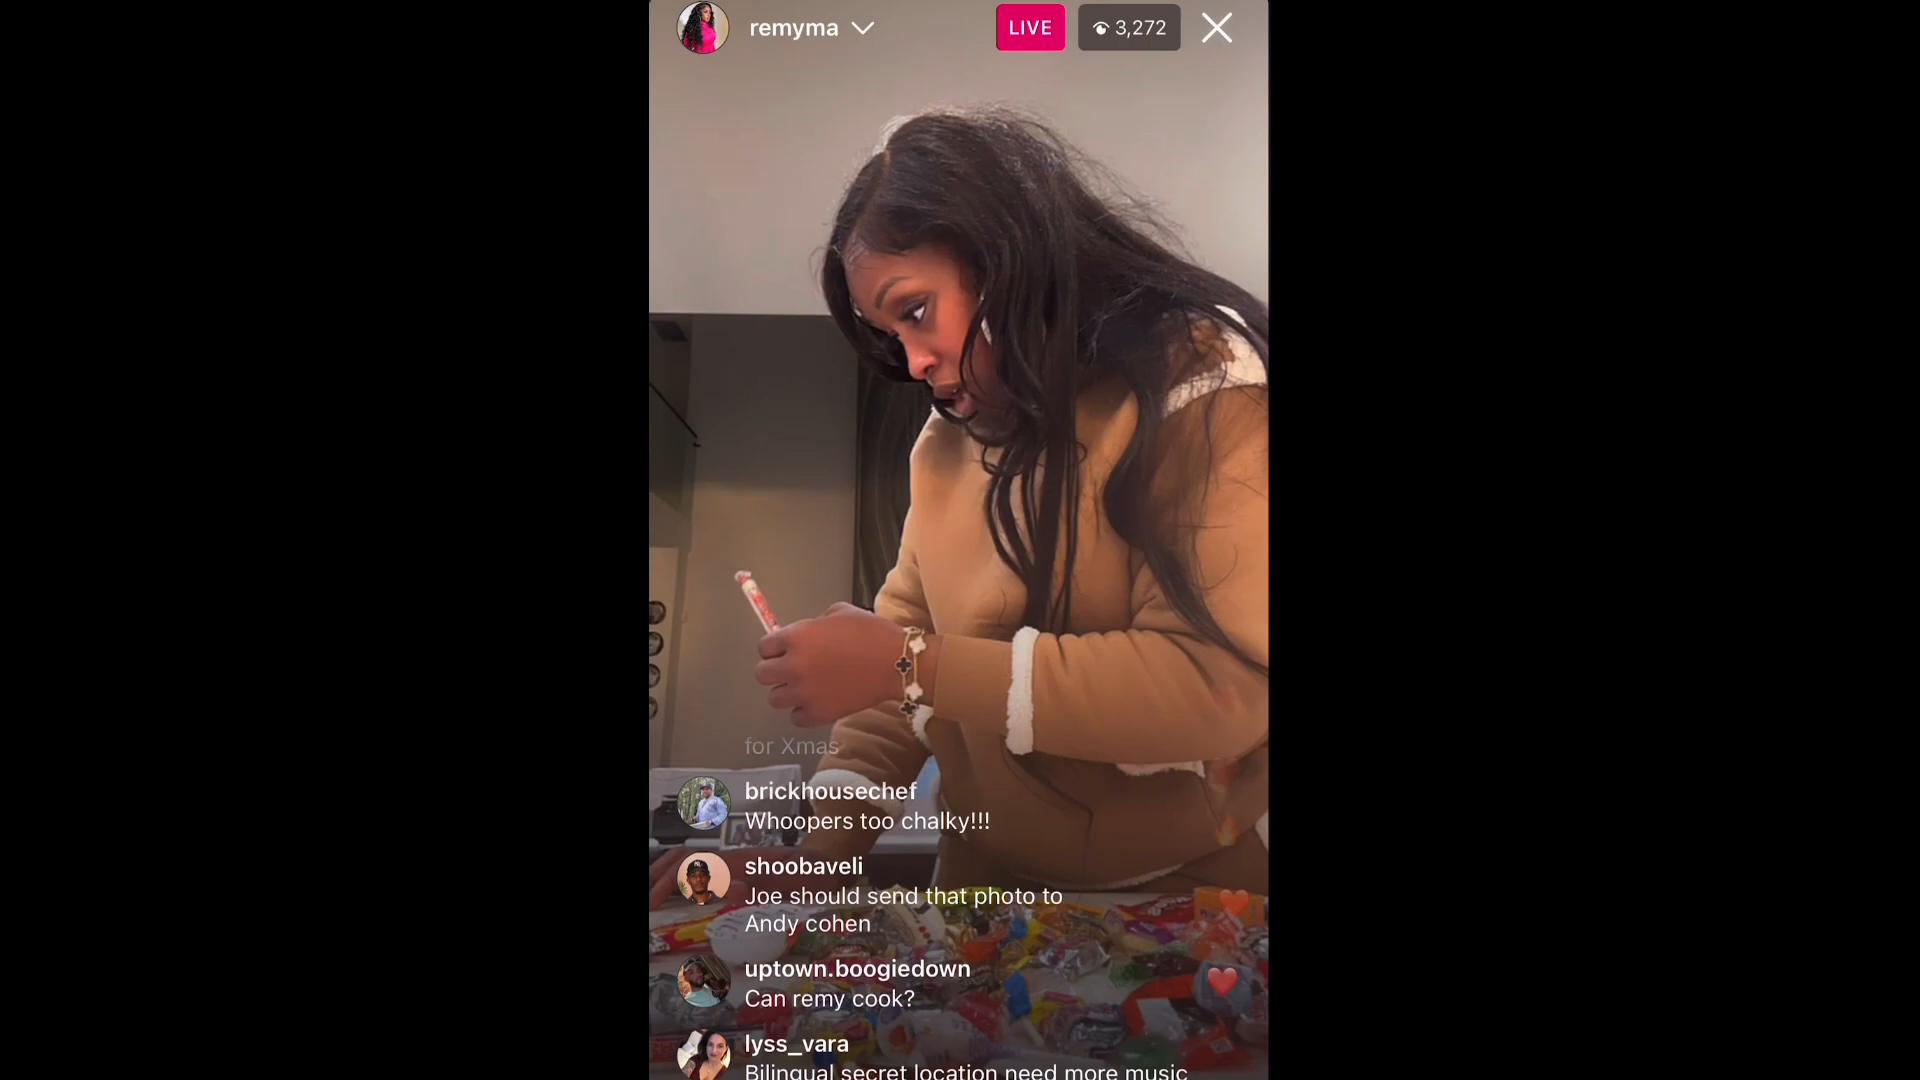 remyma
LIVE
3,272
for Xmas
brickhousechef
Whoopers too chalky!!!
shoobaveli
Joe should send that photo to
Andy cohen
uptown.boogiedown
Can remy cook?
lyss_vara
Bilingual secret location need more music